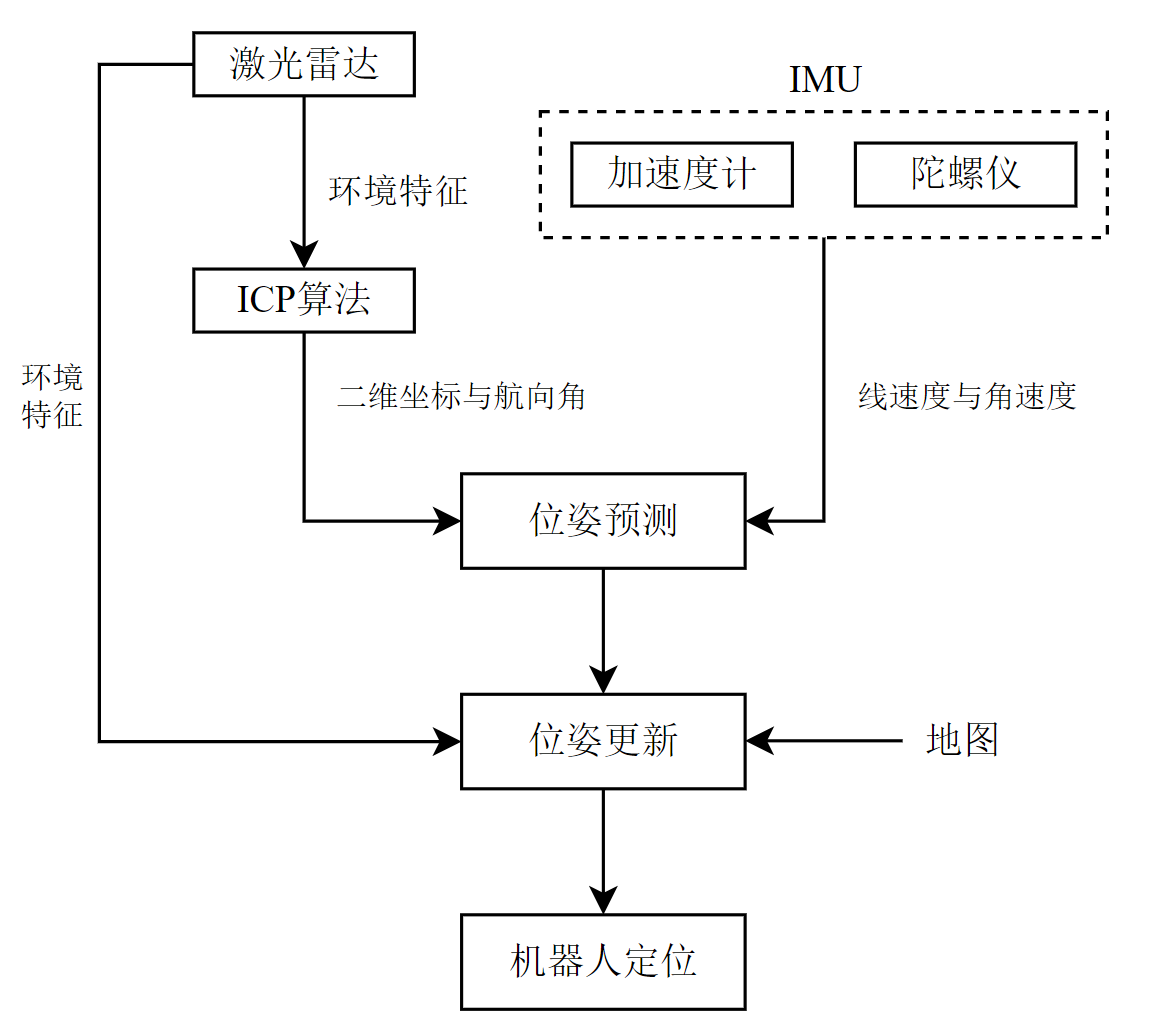 激光雷达
IMU
加速度计
陀螺仪
环境特征
ICP算法
环境
特征
二维坐标与航向角
线速度与角速度
位姿预测
位姿更新
地图
机器人定位